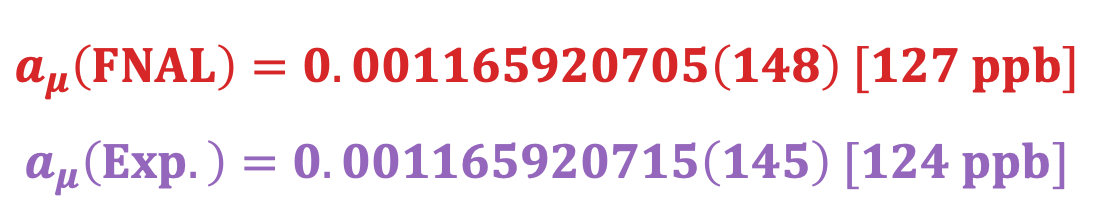 aμ(FNAL) = 0.001165920705(148) [127 ppb]
aμ(Exp.) = 0.001165920715(145) [124 ppb]